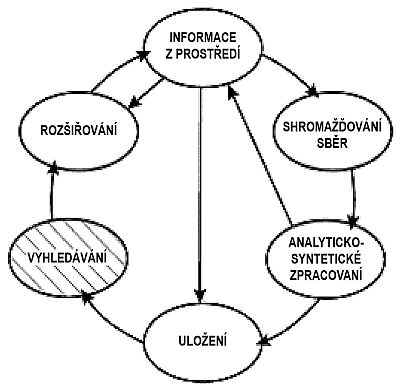 INFORMACE
Z PROSTŘEDÍ
ROZŠIŘOVÁNÍ
SHROMAŽĎOVÁNÍ
SBĚR
VYHLEDÁVÁNÍ
ANALYTICKO-
SYNTETICKÉ
ZPRACOVANÍ
ULOŽENÍ